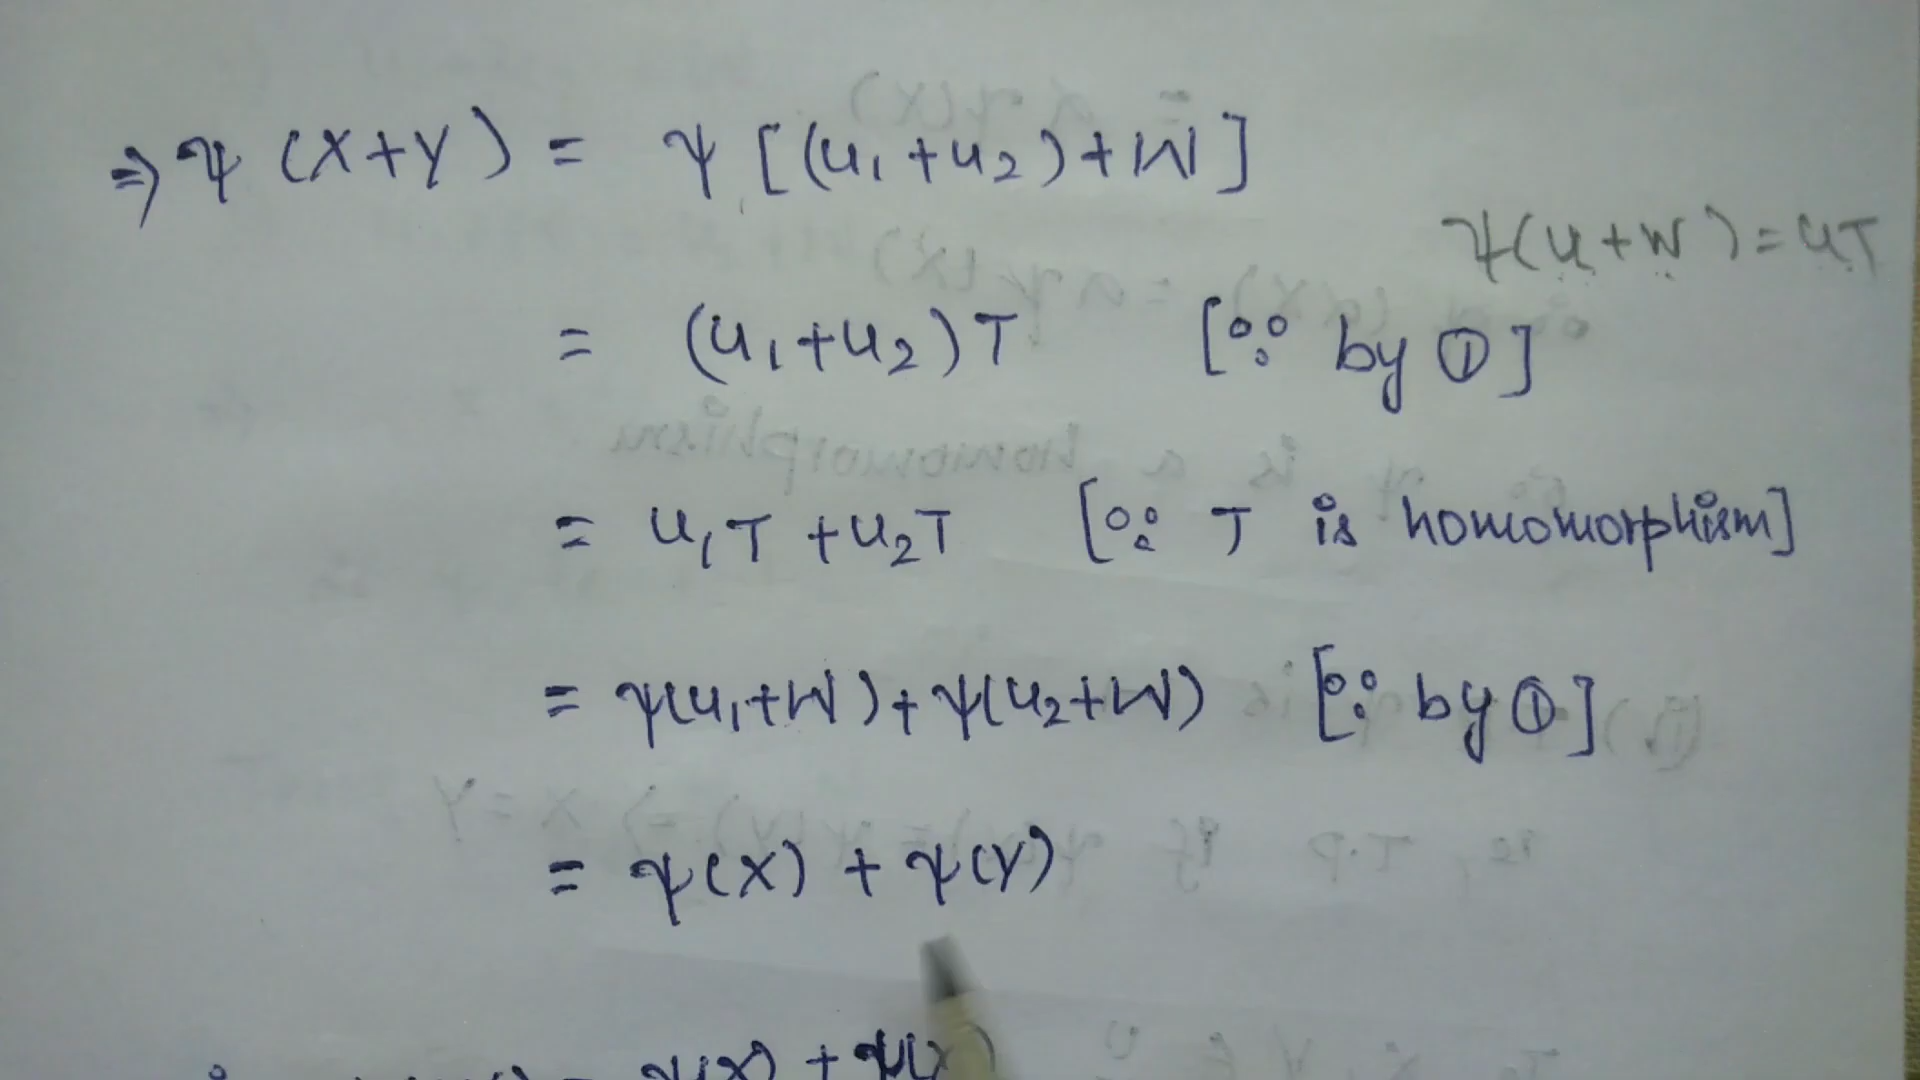 ⇒ ψ (X+Y) = ψ [(u₁+u₂)+W]
ψ(u+W)=uT
= (u₁+u₂)T [∵ by ①]
= u₁T + u₂T [∵ T is homomorphism]
= ψ(u₁+W)+ψ(u₂+W) [∵ by ①]
= ψ(X) + ψ(Y)